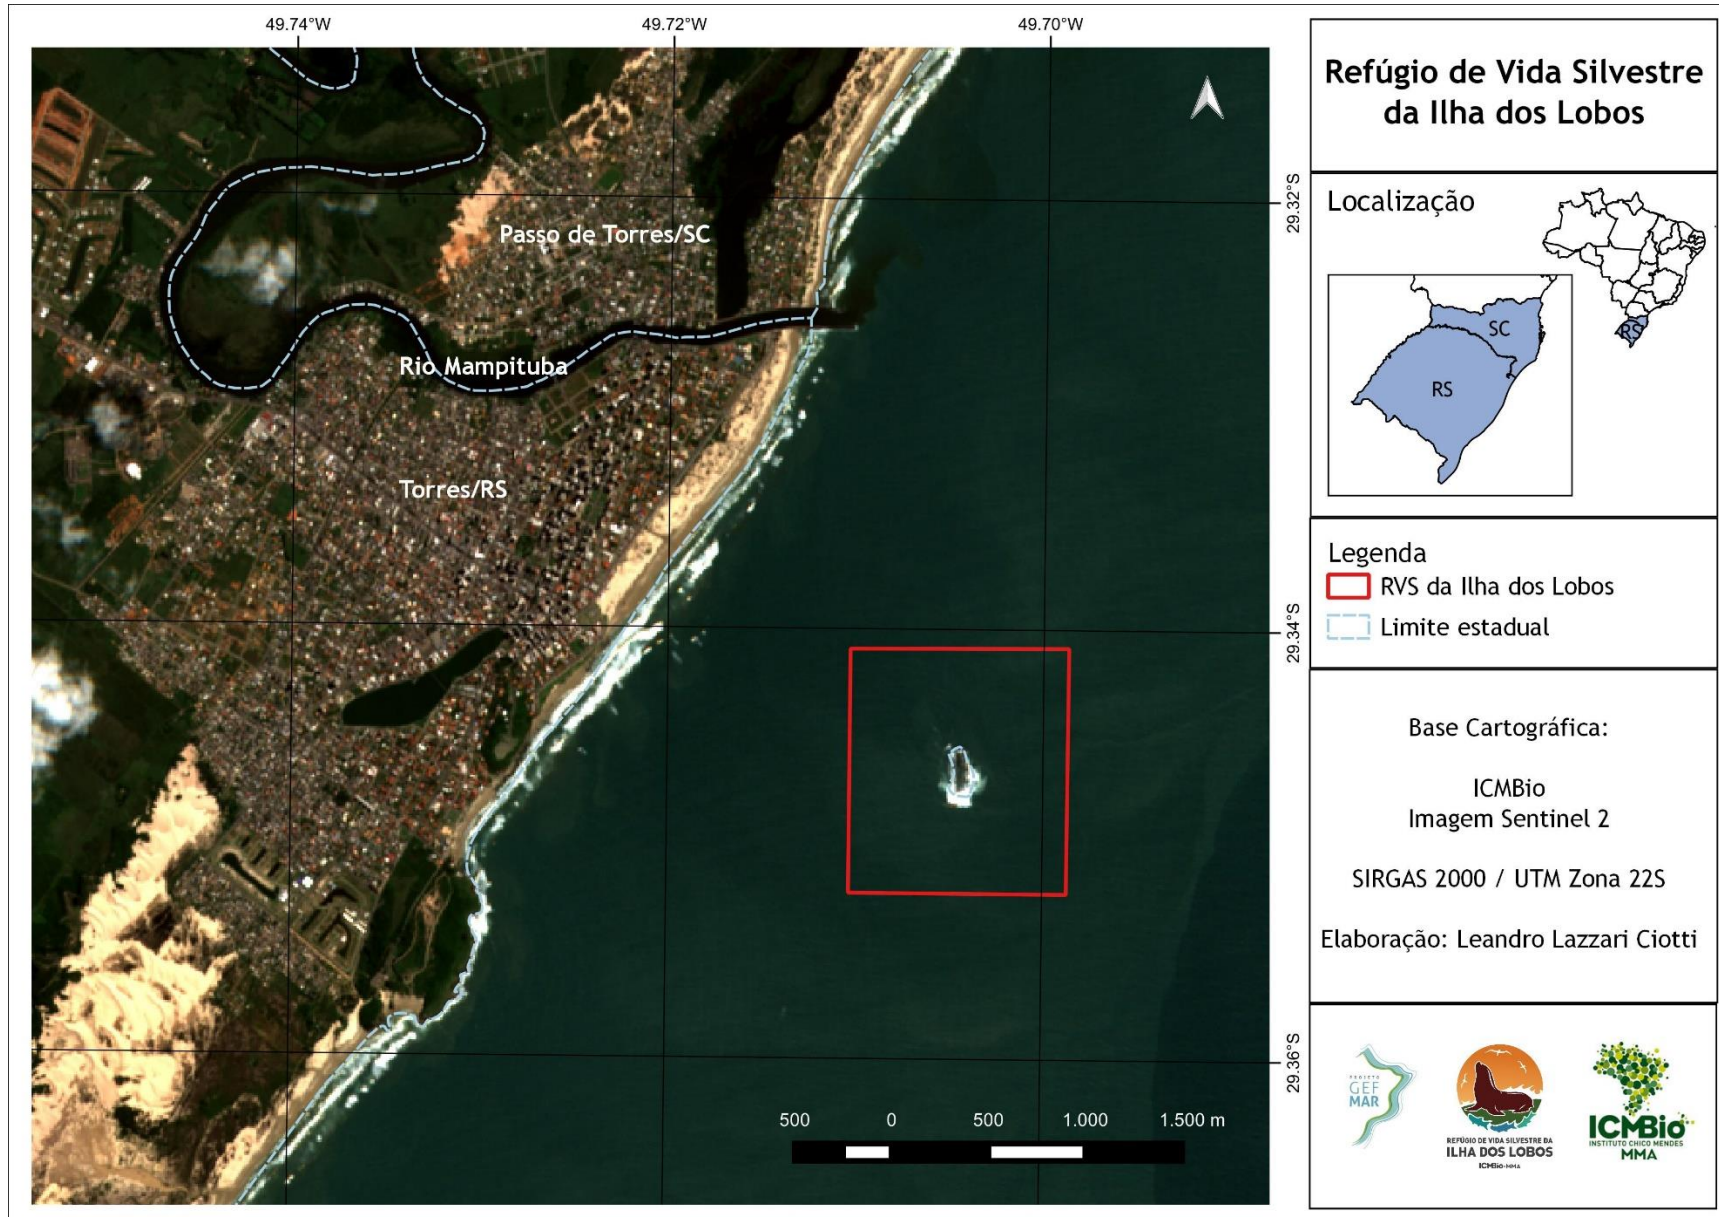 49.74°W
49.72°W
49.70°W
29.32°S
29.34°S
29.36°S
Passo de Torres/SC
Rio Mampituba
Torres/RS
500 0 500 1.000 1.500 m
Refúgio de Vida Silvestre
da Ilha dos Lobos
Localização
RS
SC
RS
Legenda
RVS da Ilha dos Lobos
Limite estadual
Base Cartográfica:
ICMBio
Imagem Sentinel 2
SIRGAS 2000 / UTM Zona 22S
Elaboração: Leandro Lazzari Ciotti
PROJETO
GEF
MAR
REFÚGIO DE VIDA SILVESTRE DA
ILHA DOS LOBOS
ICMBio-MMA
ICMBio
INSTITUTO CHICO MENDES
MMA